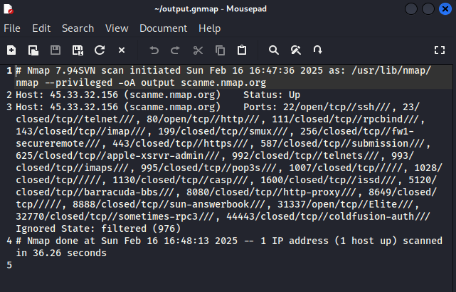 ~/output.gnmap - Mousepad
File Edit Search View Document Help
1 # Nmap 7.94SVN scan initiated Sun Feb 16 16:47:36 2025 as: /usr/lib/nmap/
nmap --privileged -oA output scanme.nmap.org
2 Host: 45.33.32.156 (scanme.nmap.org) Status: Up
3 Host: 45.33.32.156 (scanme.nmap.org) Ports: 22/open/tcp//ssh///, 23/
closed/tcp//telnet///, 80/open/tcp//http///, 111/closed/tcp//rpcbind///,
143/closed/tcp//imap///, 199/closed/tcp//smux///, 256/closed/tcp//fw1-
secureremote///, 443/closed/tcp//https///, 587/closed/tcp//submission///,
625/closed/tcp//apple-xsrvr-admin///, 992/closed/tcp//telnets///, 993/
closed/tcp//imaps///, 995/closed/tcp//pop3s///, 1007/closed/tcp/////, 1028/
closed/tcp/////, 1130/closed/tcp//casp///, 1600/closed/tcp//issd///, 5120/
closed/tcp//barracuda-bbs///, 8080/closed/tcp//http-proxy///, 8649/closed/
tcp/////, 8888/closed/tcp//sun-answerbook///, 31337/open/tcp//Elite///,
32770/closed/tcp//sometimes-rpc3///, 44443/closed/tcp//coldfusion-auth///
Ignored State: filtered (976)
4 # Nmap done at Sun Feb 16 16:48:13 2025 -- 1 IP address (1 host up) scanned
in 36.26 seconds
5